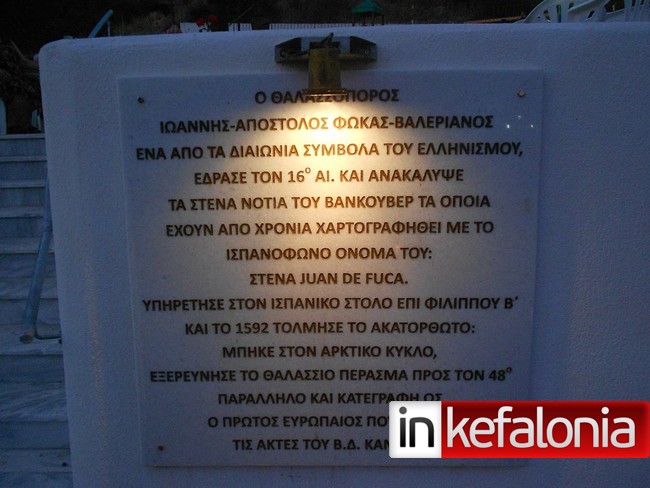 Ο ΘΑΛΑΣΣΟΠΟΡΟΣ
ΙΩΑΝΝΗΣ-ΑΠΟΣΤΟΛΟΣ ΦΩΚΑΣ-ΒΑΛΕΡΙΑΝΟΣ
ΕΝΑ ΑΠΟ ΤΑ ΔΙΑΙΩΝΙΑ ΣΥΜΒΟΛΑ ΤΟΥ ΕΛΛΗΝΙΣΜΟΥ,
ΕΔΡΑΣΕ ΤΟΝ 16º ΑΙ. ΚΑΙ ΑΝΑΚΑΛΥΨΕ
ΤΑ ΣΤΕΝΑ ΝΟΤΙΑ ΤΟΥ ΒΑΝΚΟΥΒΕΡ ΤΑ ΟΠΟΙΑ
ΕΧΟΥΝ ΑΠΟ ΧΡΟΝΙΑ ΧΑΡΤΟΓΡΑΦΗΘΕΙ ΜΕ ΤΟ
ΙΣΠΑΝΟΦΩΝΟ ΟΝΟΜΑ ΤΟΥ:
ΣΤΕΝΑ JUAN DE FUCA.
ΥΠΗΡΕΤΗΣΕ ΣΤΟΝ ΙΣΠΑΝΙΚΟ ΣΤΟΛΟ ΕΠΙ ΦΙΛΙΠΠΟΥ Β΄
ΚΑΙ ΤΟ 1592 ΤΟΛΜΗΣΕ ΤΟ ΑΚΑΤΟΡΘΩΤΟ:
ΜΠΗΚΕ ΣΤΟΝ ΑΡΚΤΙΚΟ ΚΥΚΛΟ,
ΕΞΕΡΕΥΝΗΣΕ ΤΟ ΘΑΛΑΣΣΙΟ ΠΕΡΑΣΜΑ ΠΡΟΣ ΤΟΝ 48º
ΠΑΡΑΛΛΗΛΟ ΚΑΙ ΚΑΤΕΓΡΑΦΗ ΩΣ
Ο ΠΡΩΤΟΣ ΕΥΡΩΠΑΙΟΣ
ΤΙΣ ΑΚΤΕΣ ΤΟΥ Β.Δ.
inkefalonia